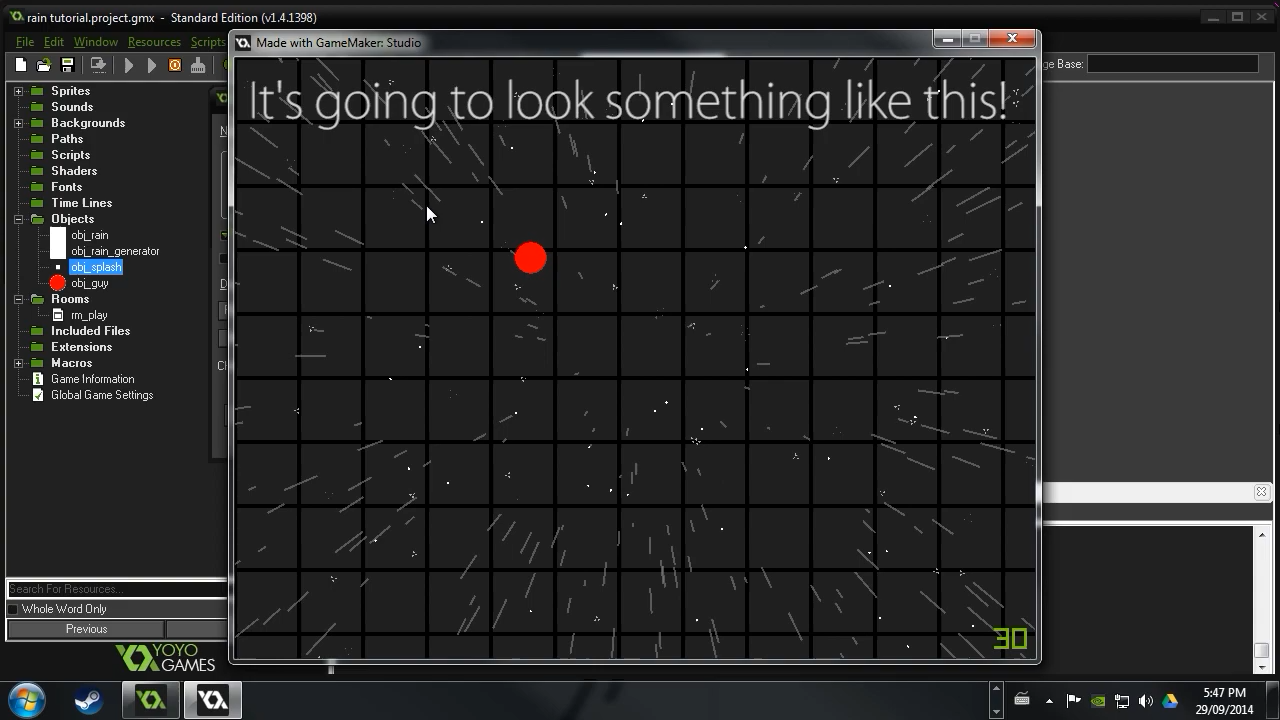 rain tutorial.project.gmx - Standard Edition (v1.4.1398)
File Edit Window Resources Scripts
ge Base:
Made with GameMaker: Studio
It's going to look something like this!
30
Sprites
Sounds
Backgrounds
Paths
Scripts
Shaders
Fonts
Time Lines
Objects
obj_rain
obj_rain_generator
obj_splash
obj_guy
Rooms
rm_play
Included Files
Extensions
Macros
Game Information
Global Game Settings
Search For Resources...
Whole Word Only
Previous
YOYO
GAMES
5:47 PM
29/09/2014